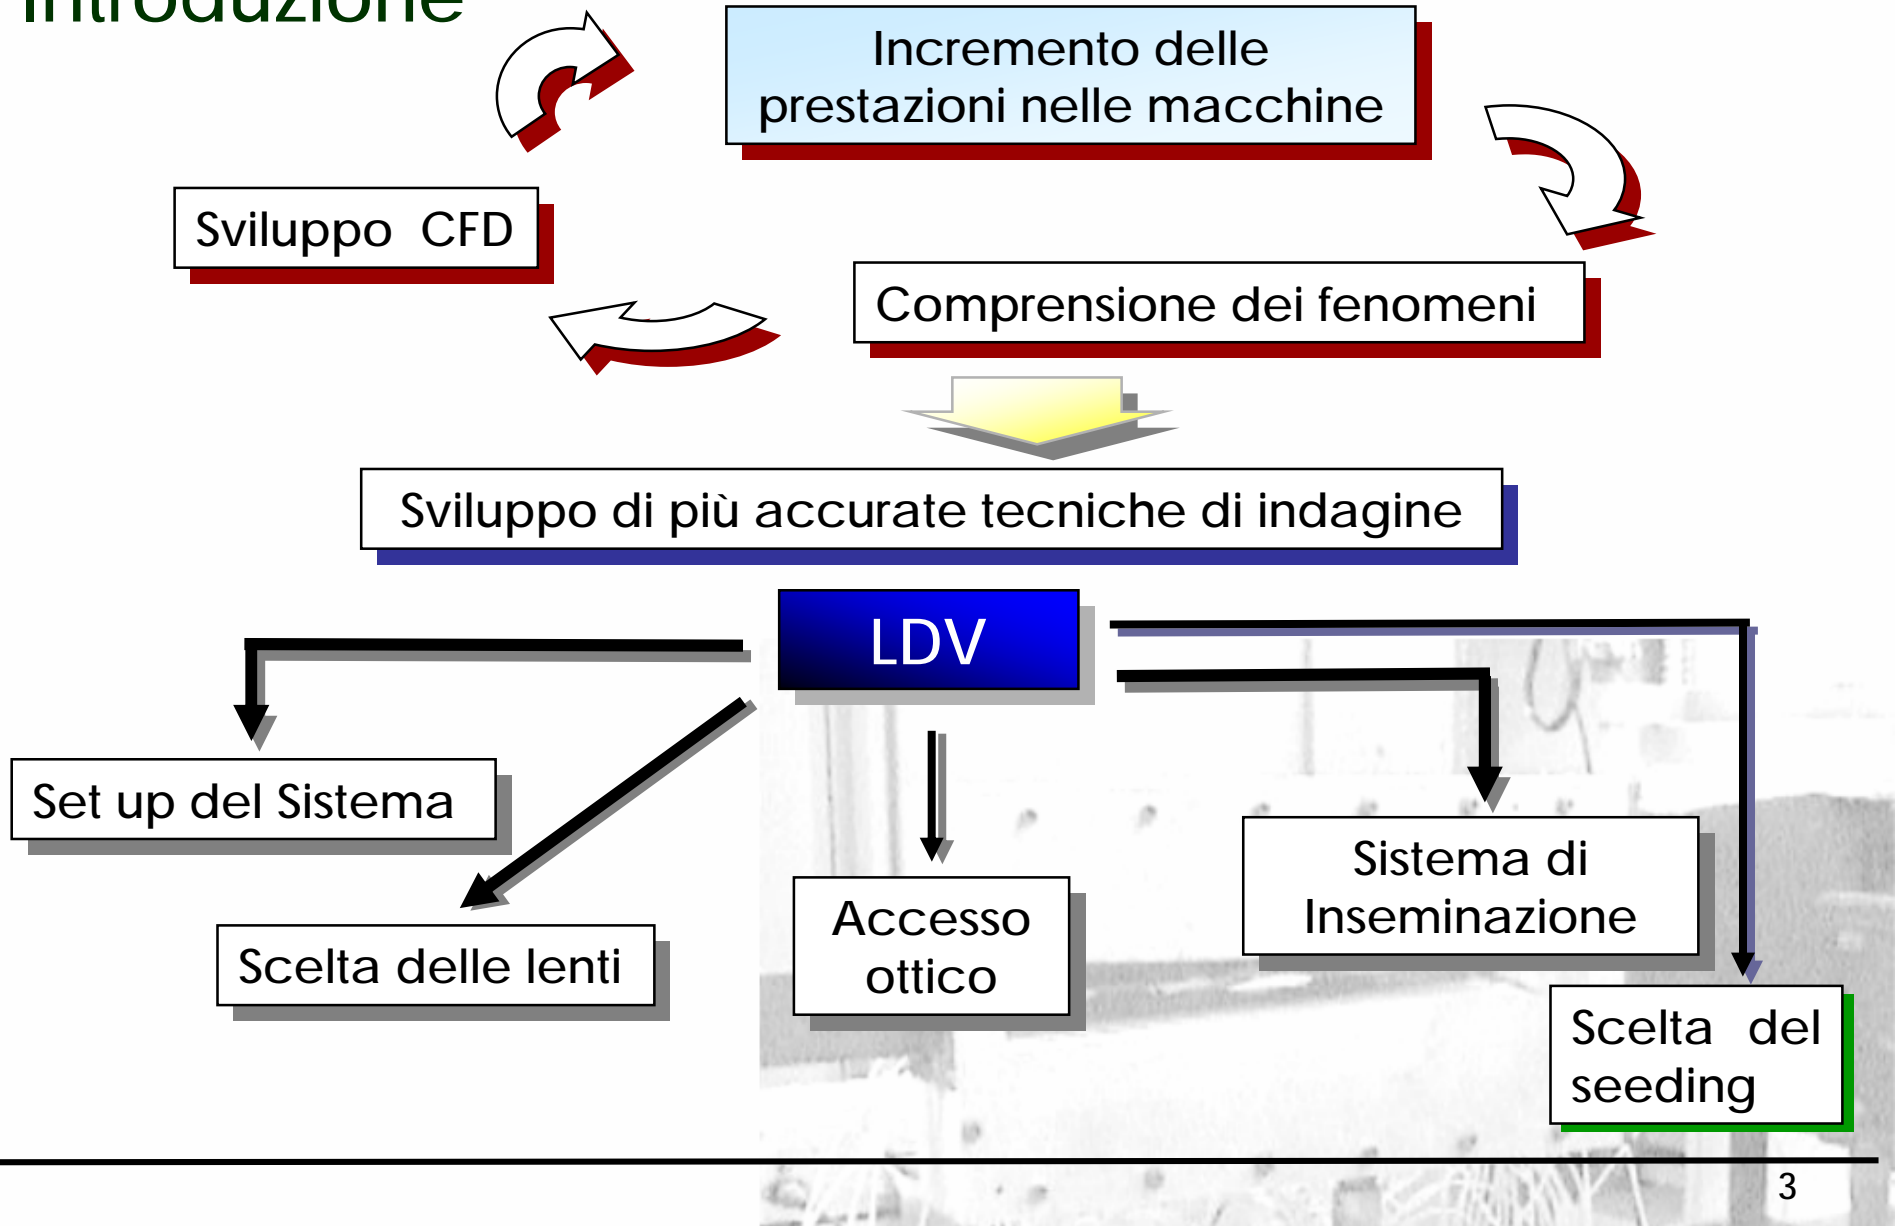 Introduzione
Incremento delle
prestazioni nelle macchine
Sviluppo CFD
Comprensione dei fenomeni
Sviluppo di più accurate tecniche di indagine
LDV
Set up del Sistema
Scelta delle lenti
Accesso
ottico
Sistema di
Inseminazione
Scelta del
seeding
3